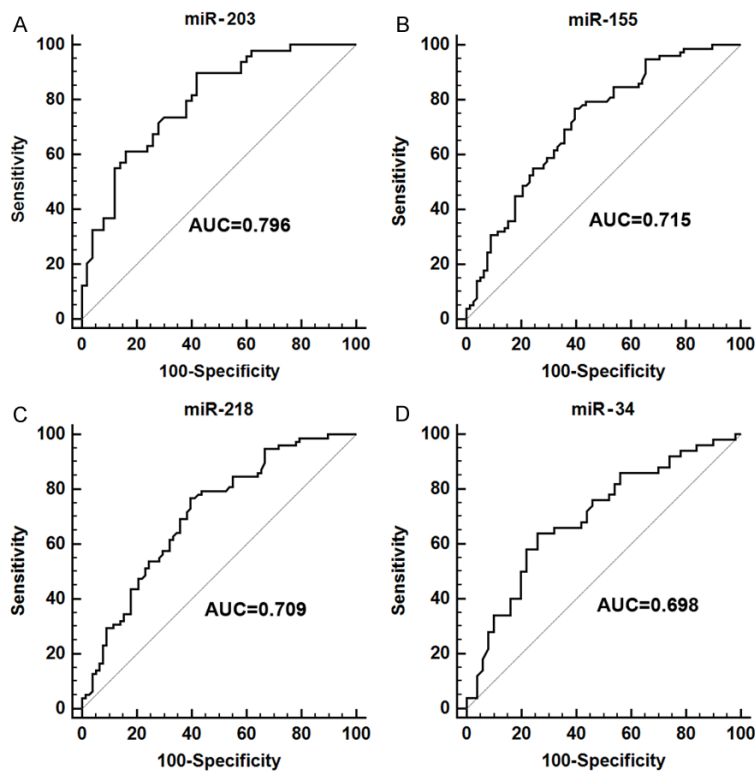 A
miR-203
Sensitivity
100
80
60
40
20
0
AUC=0.796
0 20 40 60 80 100
100-Specificity
B
miR-155
Sensitivity
100
80
60
40
20
0
AUC=0.715
0 20 40 60 80 100
100-Specificity
C
miR-218
Sensitivity
100
80
60
40
20
0
AUC=0.709
0 20 40 60 80 100
100-Specificity
D
miR-34
Sensitivity
100
80
60
40
20
0
AUC=0.698
0 20 40 60 80 100
100-Specificity